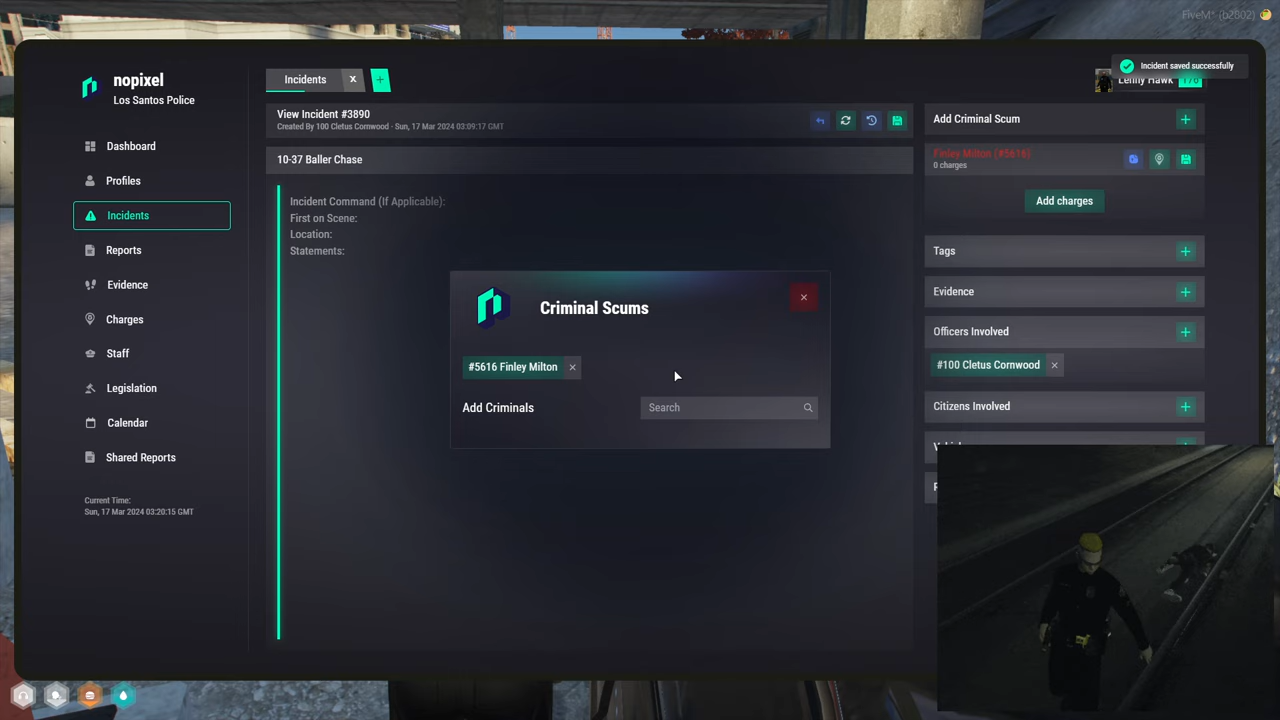 FiveM* (b2802)
nopixel
Los Santos Police
Incidents
x
+
Incident saved successfully
Lenny Hawk
176
View Incident #3890
Created By 100 Cletus Cornwood - Sun, 17 Mar 2024 03:09:17 GMT
10-37 Baller Chase
Dashboard
Profiles
Incidents
Reports
Evidence
Charges
Staff
Legislation
Calendar
Shared Reports
Current Time:
Sun, 17 Mar 2024 03:20:15 GMT
Incident Command (If Applicable):
First on Scene:
Location:
Statements:
Criminal Scums
×
#5616 Finley Milton ×
Add Criminals
Search
Add Criminal Scum +
Finley Milton (#5616)
0 charges
Add charges
Tags +
Evidence +
Officers Involved +
#100 Cletus Cornwood ×
Citizens Involved +